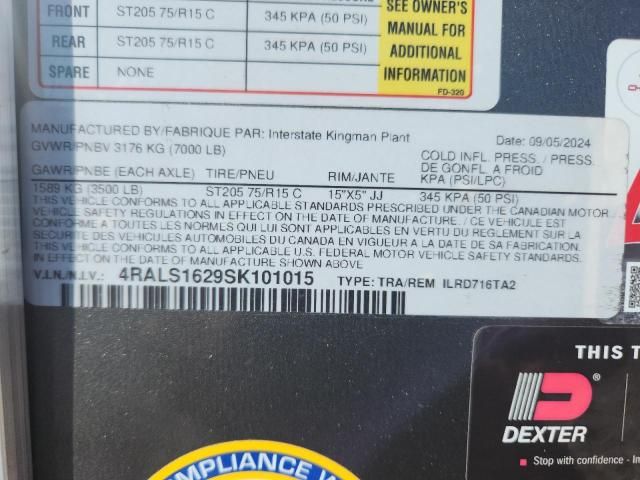 FRONT ST205 75/R15 C 345 KPA (50 PSI)
REAR ST205 75/R15 C 345 KPA (50 PSI)
SPARE NONE
SEE OWNER'S
MANUAL FOR
ADDITIONAL
INFORMATION
FD-320
MANUFACTURED BY/FABRIQUE PAR: Interstate Kingman Plant Date: 09/05/2024
GVWR/PNBV 3176 KG (7000 LB)
GAWR/PNBE (EACH AXLE) TIRE/PNEU RIM/JANTE COLD INFL. PRESS. / PRESS.
DE GONFL. A FROID
KPA (PSI/LPC)
1589 KG (3500 LB) ST205 75/R15 C 15"X5" JJ 345 KPA (50 PSI)
THIS VEHICLE CONFORMS TO ALL APPLICABLE STANDARDS PRESCRIBED UNDER THE CANADIAN MOTOR
VEHICLE SAFETY REGULATIONS IN EFFECT ON THE DATE OF MANUFACTURE / CE VEHICULE EST
CONFORME A TOUTES LES NORMES QUI LUI SONT APPLICABLES EN VERTU DU REGLEMENT SUR LA
SECURITE DES VEHICULES AUTOMOBILES DU CANADA EN VIGUEUR A LA DATE DE SA FABRICATION.
THIS VEHICLE CONFORMS TO ALL APPLICABLE U.S. FEDERAL MOTOR VEHICLE SAFETY STANDARDS.
IN EFFECT ON THE DATE OF MANUFACTURE SHOWN ABOVE
V.I.N./N.I.V.: 4RALS1629SK101015 TYPE: TRA/REM ILRD716TA2
THIS T
DEXTER
®
Stop with confidence - In
COMPLIANCE